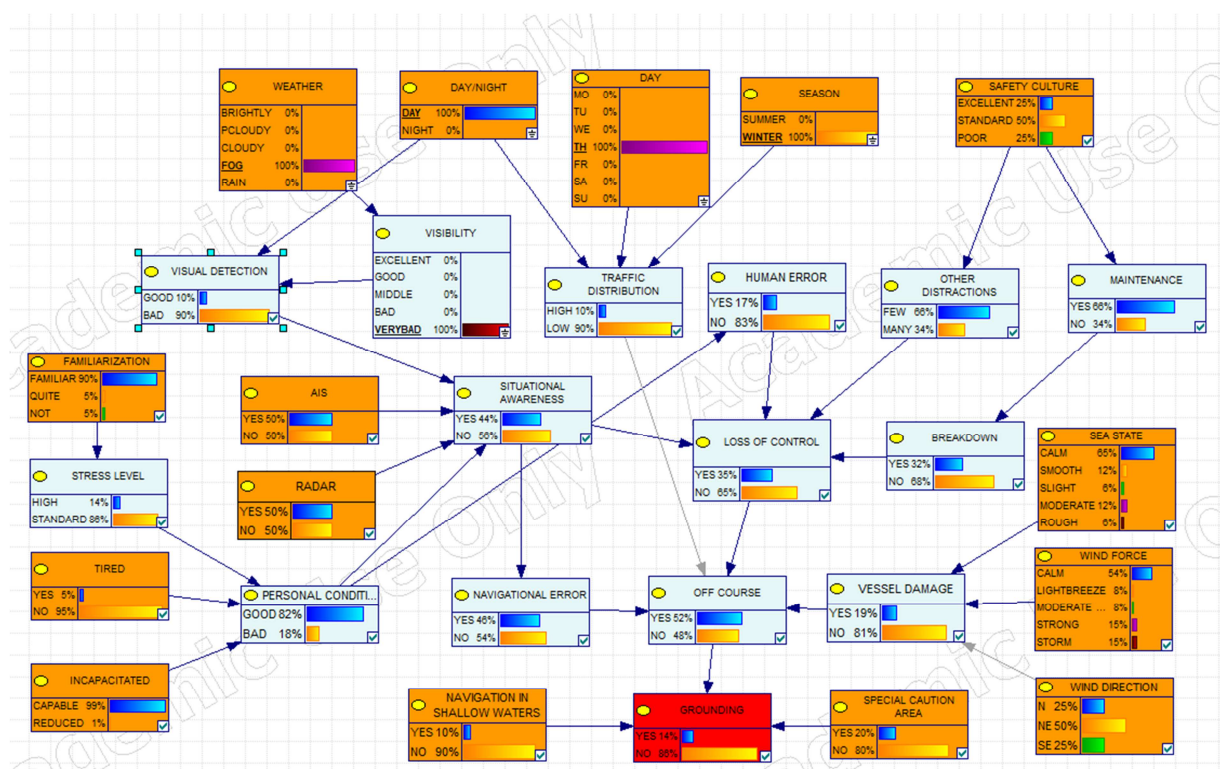 WEATHER
BRIGHTLY 0%
PCLOUDY 0%
CLOUDY 0%
FOG 100%
RAIN 0%
DAY/NIGHT
DAY 100%
NIGHT 0%
DAY
MO 0%
TU 0%
WE 0%
TH 100%
FR 0%
SA 0%
SU 0%
SEASON
SUMMER 0%
WINTER 100%
SAFETY CULTURE
EXCELLENT 25%
STANDARD 50%
POOR 25%
VISUAL DETECTION
GOOD 10%
BAD 90%
VISIBILITY
EXCELLENT 0%
GOOD 0%
MIDDLE 0%
BAD 0%
VERYBAD 100%
TRAFFIC
DISTRIBUTION
HIGH 10%
LOW 90%
HUMAN ERROR
YES 17%
NO 83%
OTHER
DISTRACTIONS
FEW 66%
MANY 34%
MAINTENANCE
YES 66%
NO 34%
FAMILIARIZATION
FAMILIAR 90%
QUITE 5%
NOT 5%
AIS
YES 50%
NO 50%
SITUATIONAL
AWARENESS
YES 44%
NO 56%
LOSS OF CONTROL
YES 35%
NO 65%
BREAKDOWN
YES 32%
NO 68%
SEA STATE
CALM 65%
SMOOTH 12%
SLIGHT 6%
MODERATE 12%
ROUGH 6%
STRESS LEVEL
HIGH 14%
STANDARD 86%
RADAR
YES 50%
NO 50%
TIRED
YES 5%
NO 95%
PERSONAL CONDITI...
GOOD 82%
BAD 18%
NAVIGATIONAL ERROR
YES 46%
NO 54%
OFF COURSE
YES 52%
NO 48%
VESSEL DAMAGE
YES 19%
NO 81%
WIND FORCE
CALM 54%
LIGHTBREEZE 8%
MODERATE ... 8%
STRONG 15%
STORM 15%
INCAPACITATED
CAPABLE 99%
REDUCED 1%
NAVIGATION IN
SHALLOW WATERS
YES 10%
NO 90%
GROUNDING
YES 14%
NO 86%
SPECIAL CAUTION
AREA
YES 20%
NO 80%
WIND DIRECTION
N 25%
NE 50%
SE 25%
Academic Use Only